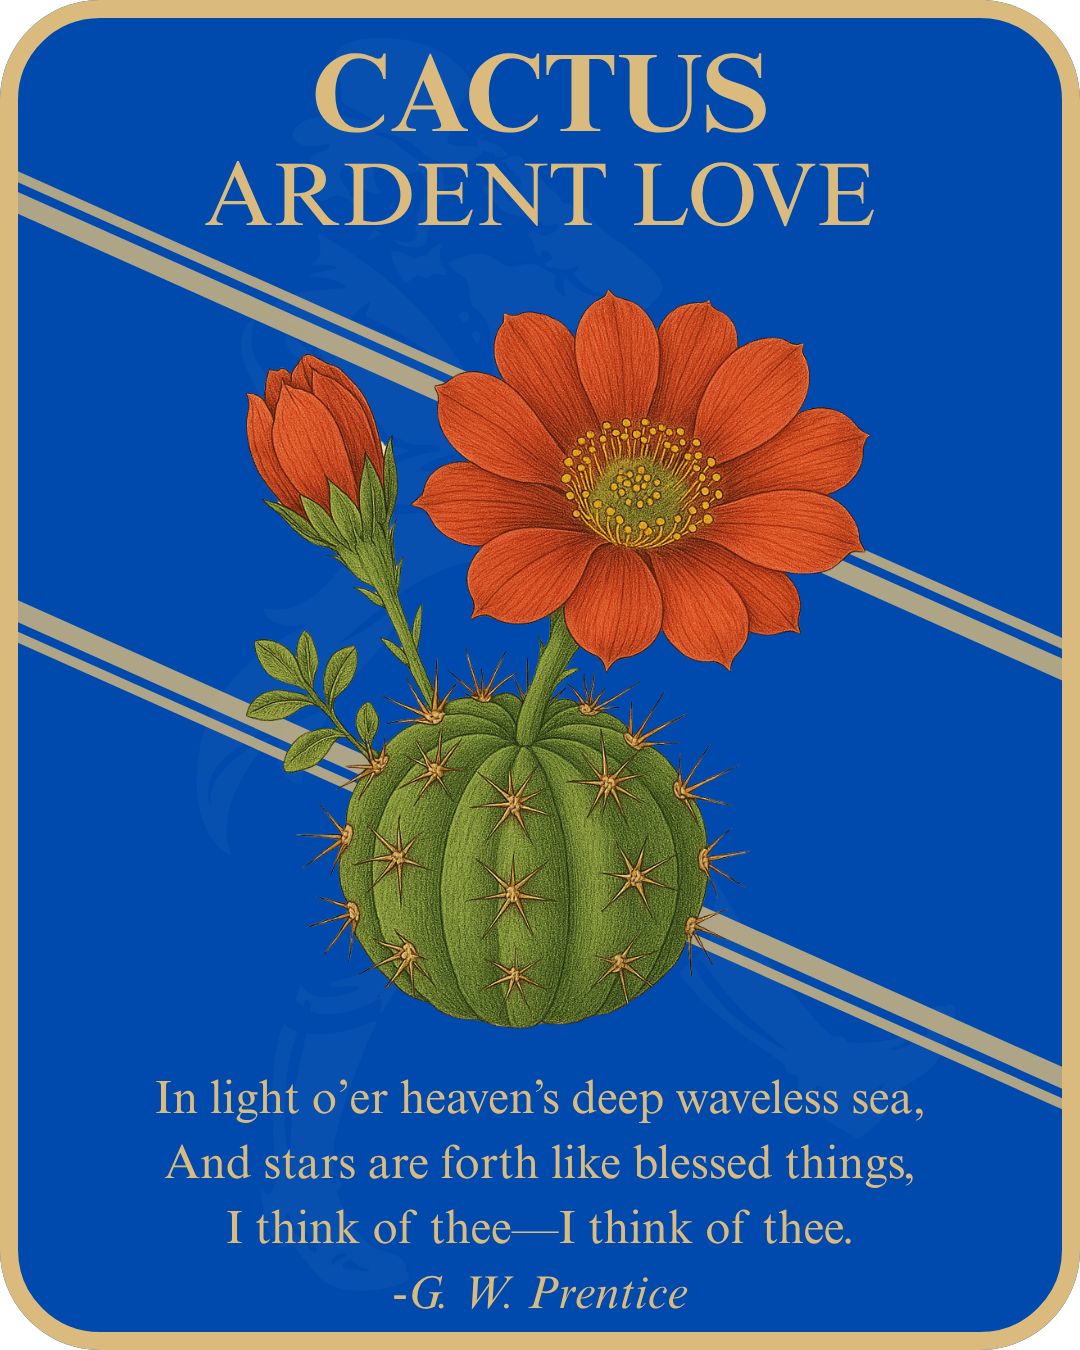 CACTUS
ARDENT LOVE
In light o’er heaven’s deep waveless sea,
And stars are forth like blessed things,
I think of thee—I think of thee.
-G. W. Prentice